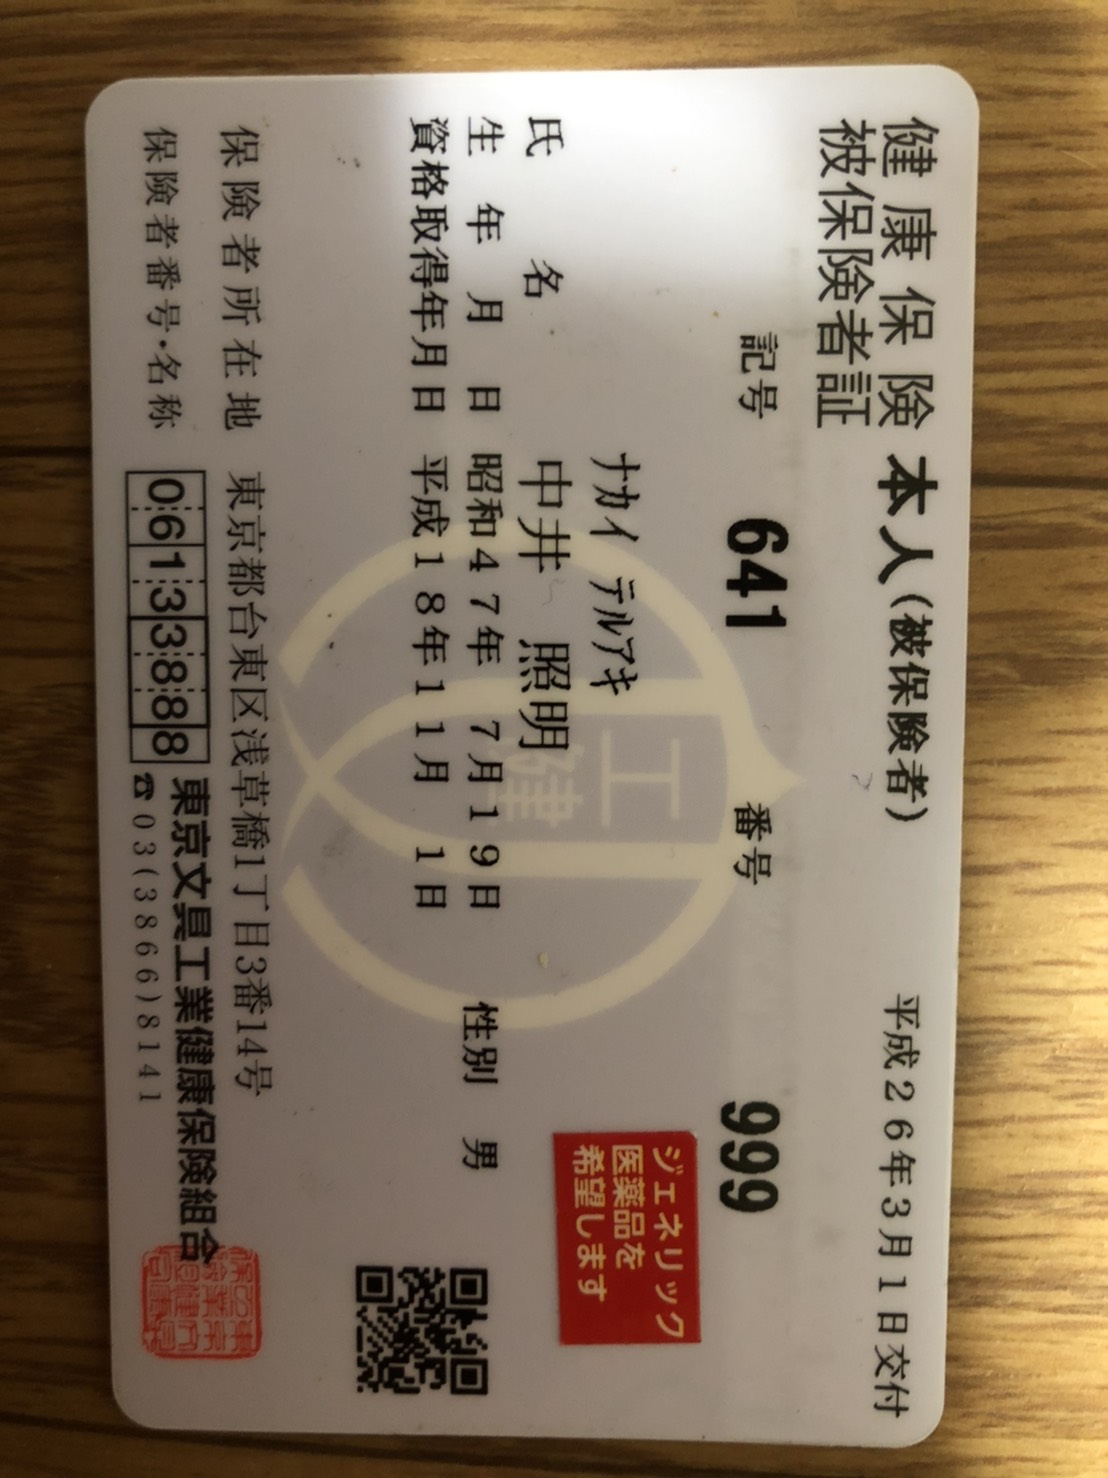 健康保険 本人(被保険者) 平成26年3月1日交付
被保険者証
記号 641 番号 999
ナカイ テルアキ
氏名 中井 照明
生年月日 昭和47年 7月19日 性別 男
資格取得年月日 平成18年11月 1日
ジェネリック
医薬品を
希望します
保険者所在地 東京都台東区浅草橋1丁目3番14号
保険者番号・名称 06133888 東京文具工業健康保険組合
☎03(3866)8141
工
健